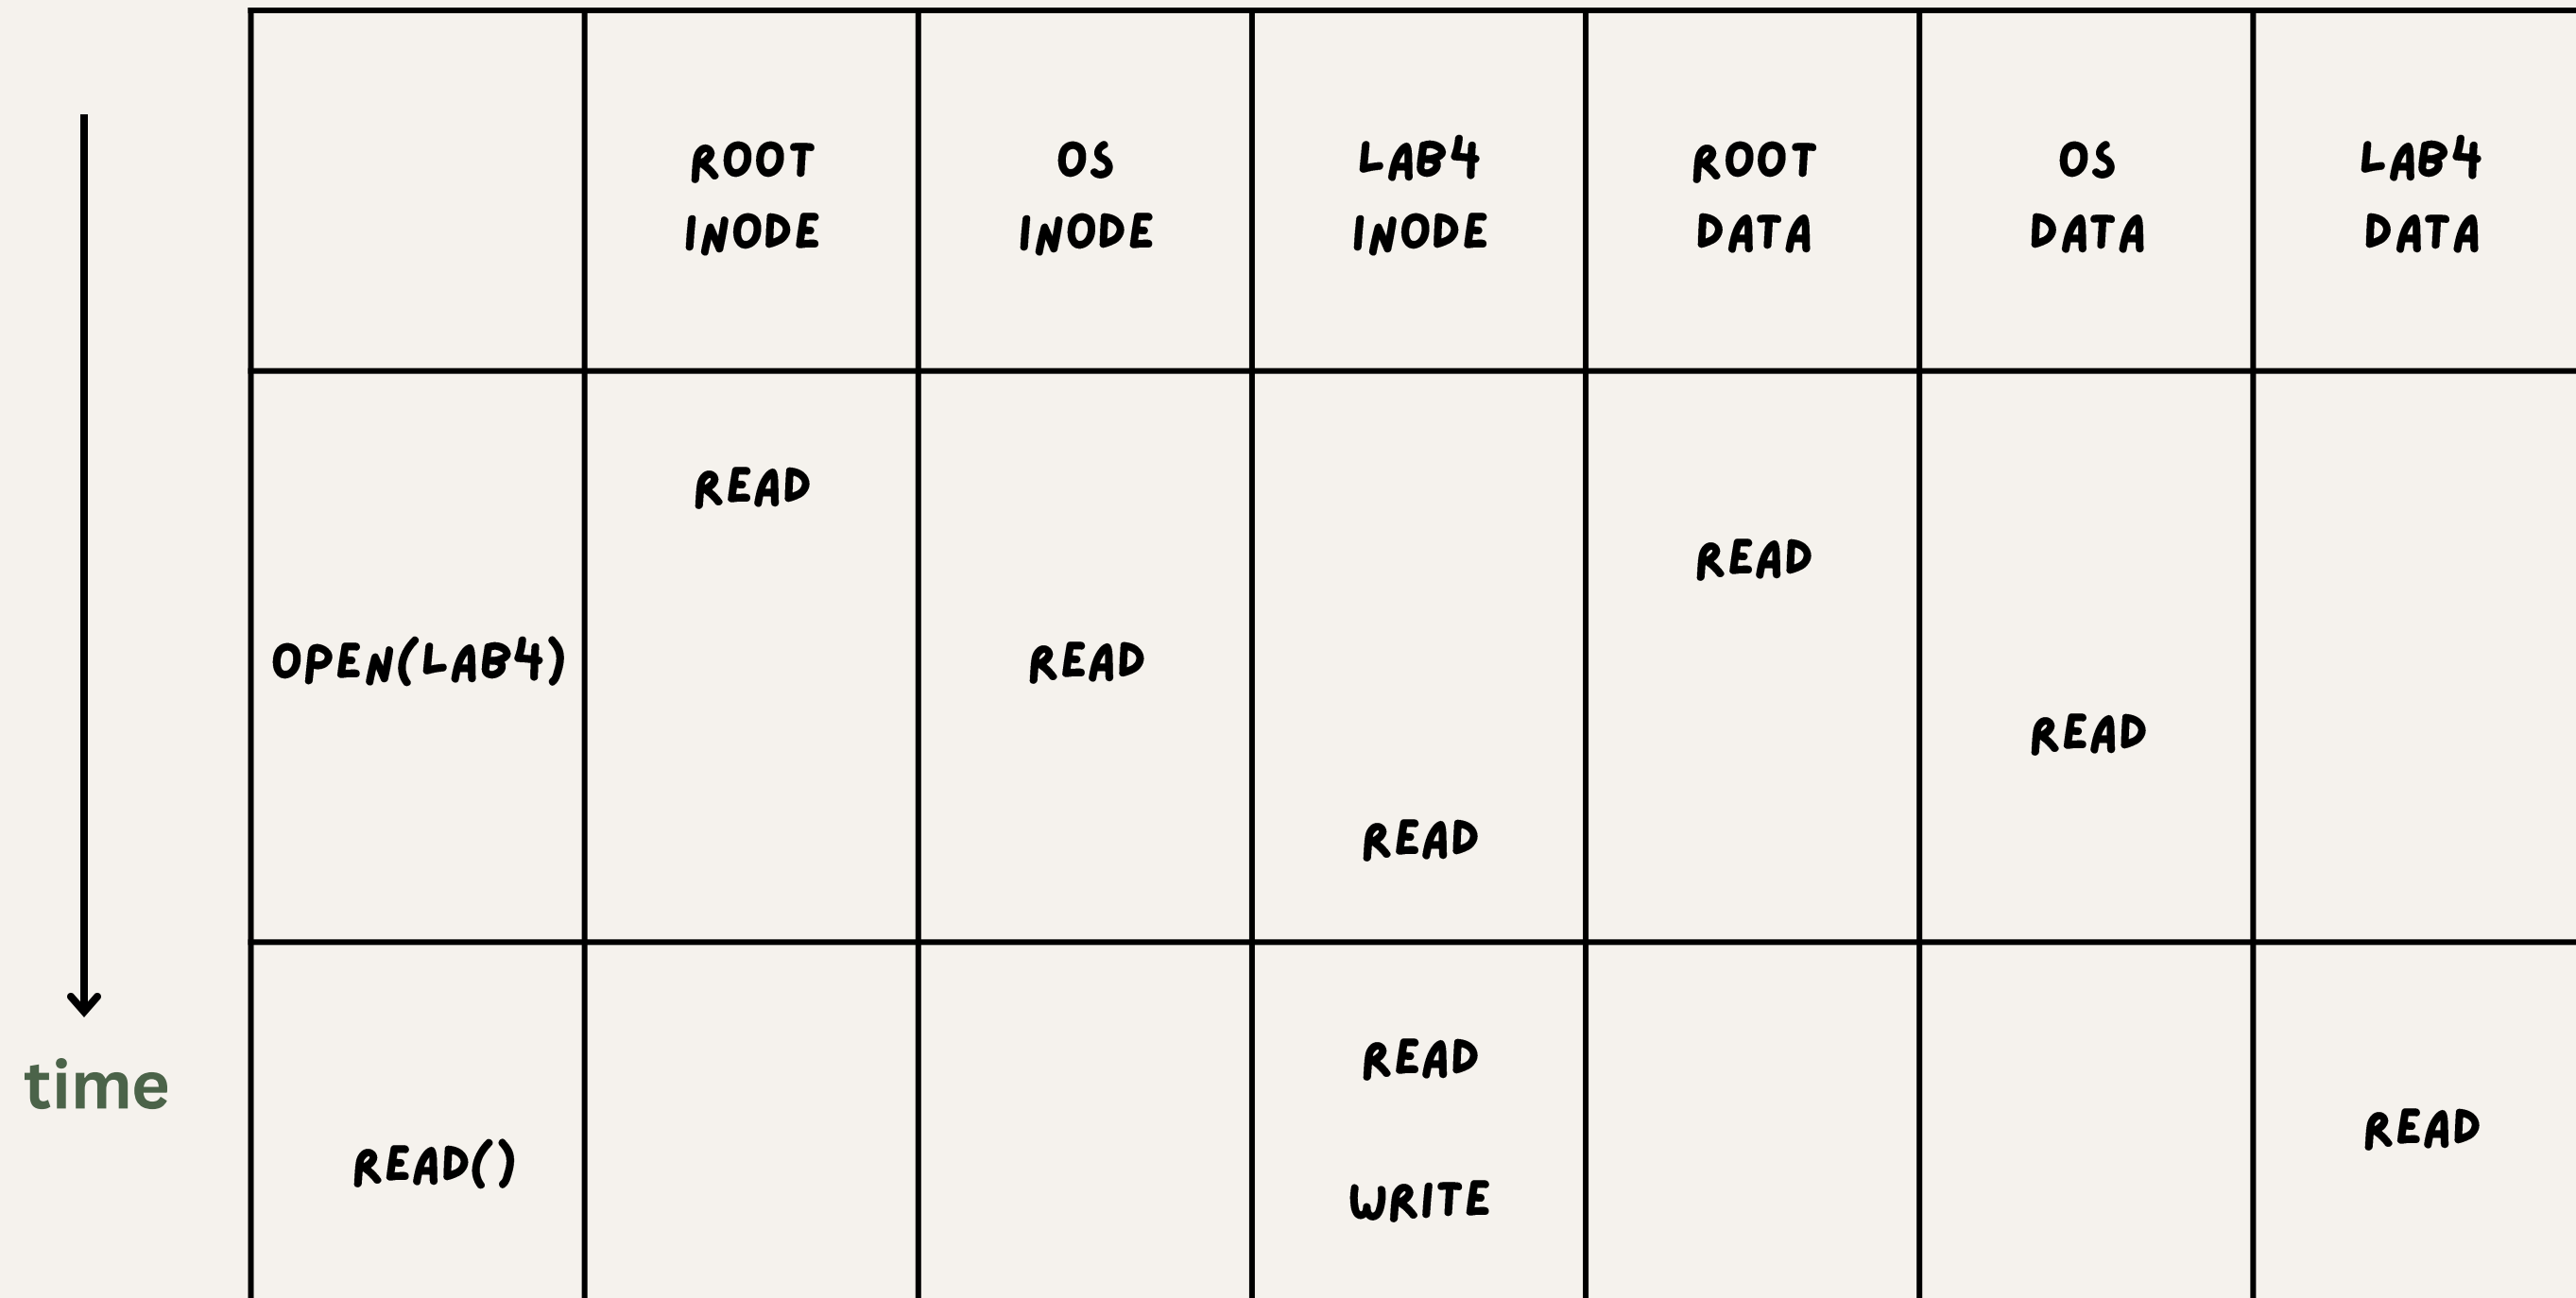 ROOT
INODE
OS
INODE
LAB4
INODE
ROOT
DATA
OS
DATA
LAB4
DATA
OPEN(LAB4)
READ
READ
READ
READ
READ
time
READ()
READ
READ
WRITE